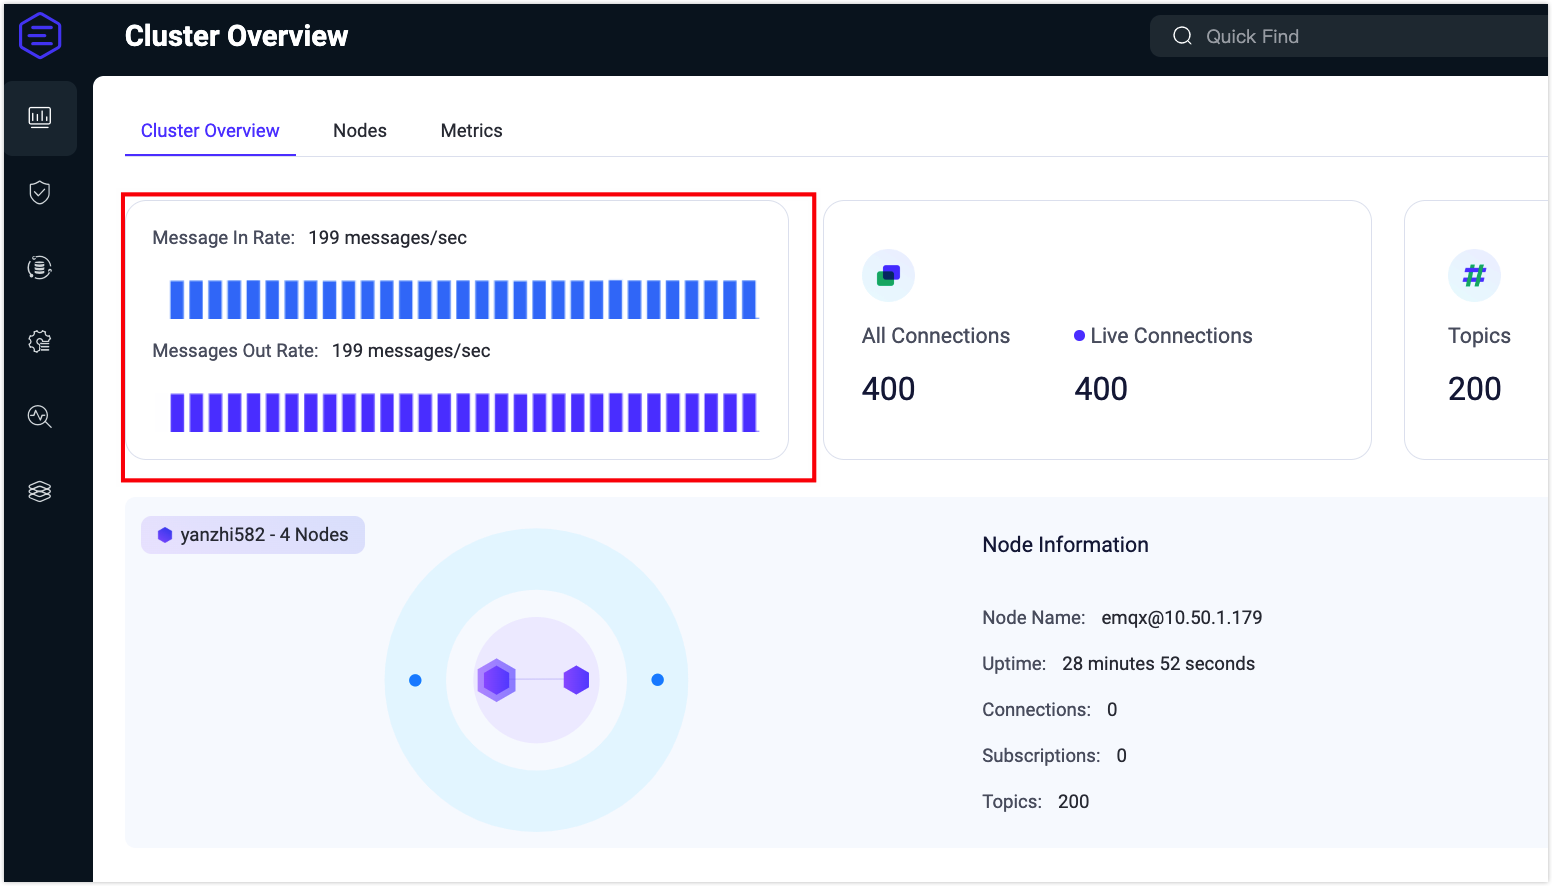 Cluster Overview
Quick Find
Cluster Overview Nodes Metrics
Message In Rate: 199 messages/sec
Messages Out Rate: 199 messages/sec
All Connections
400
Live Connections
400
Topics
200
yanzhi582 - 4 Nodes
Node Information
Node Name: emqx@10.50.1.179
Uptime: 28 minutes 52 seconds
Connections: 0
Subscriptions: 0
Topics: 200